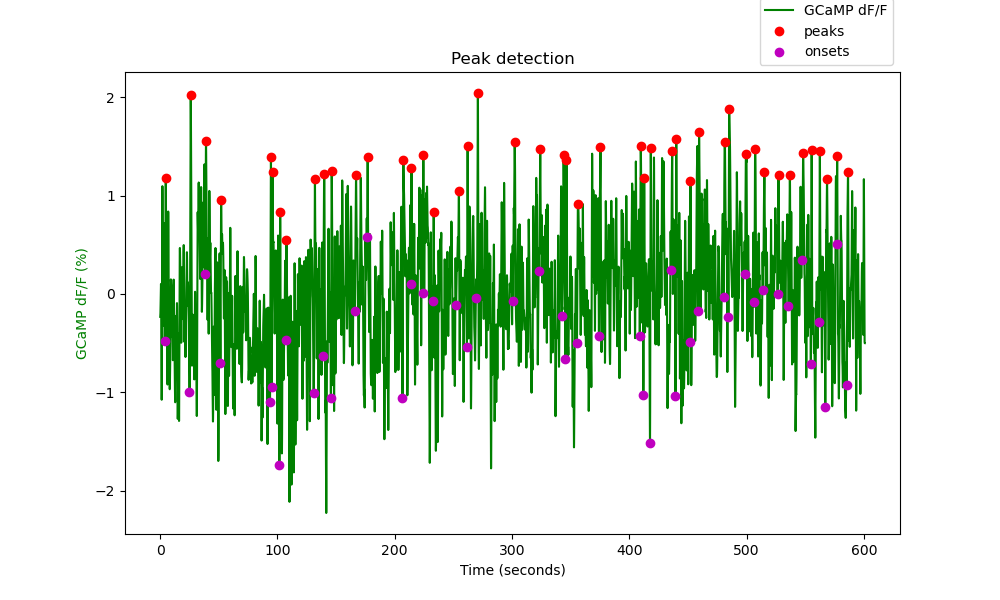 GCaMP dF/F
peaks
onsets
Peak detection
GCaMP dF/F (%)
2
1
0
−1
−2
0 100 200 300 400 500 600
Time (seconds)